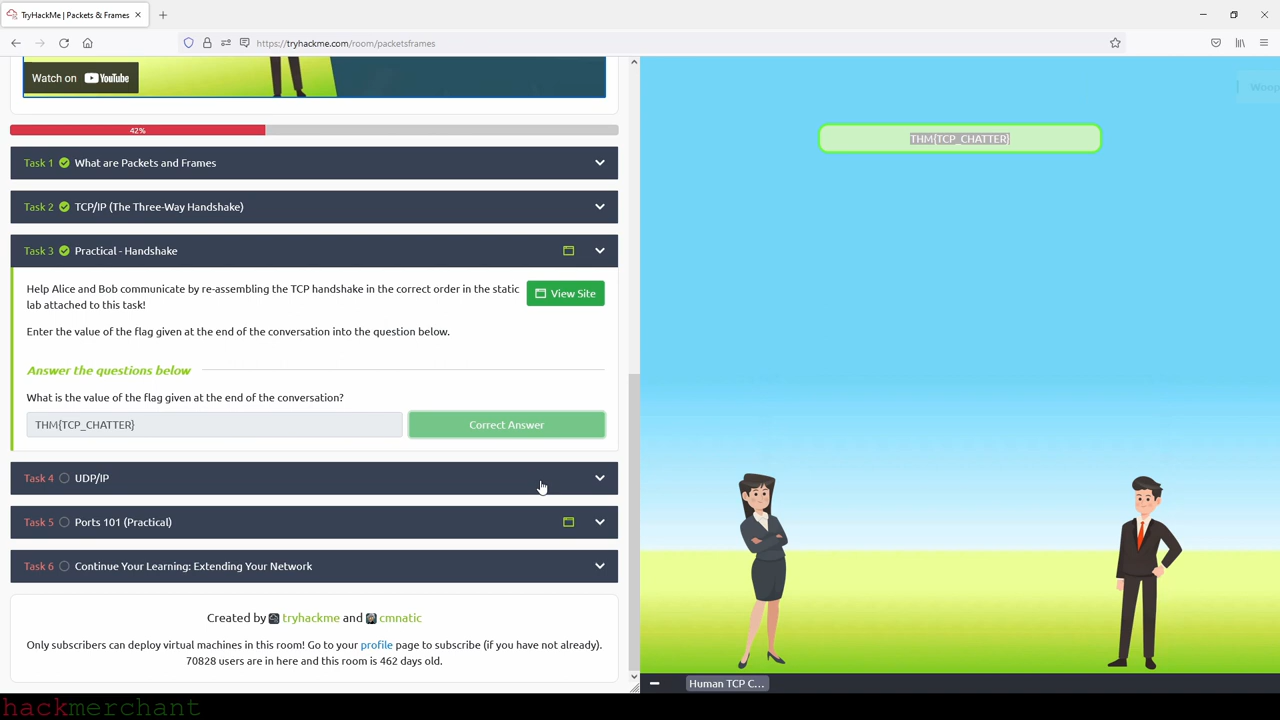 TryHackMe | Packets & Frames
https://tryhackme.com/room/packetsframes
Watch on YouTube
42%
Task 1 What are Packets and Frames
Task 2 TCP/IP (The Three-Way Handshake)
Task 3 Practical - Handshake
Help Alice and Bob communicate by re-assembling the TCP handshake in the correct order in the static
lab attached to this task!
View Site
Enter the value of the flag given at the end of the conversation into the question below.
Answer the questions below
What is the value of the flag given at the end of the conversation?
THM{TCP_CHATTER}
Correct Answer
Task 4 UDP/IP
Task 5 Ports 101 (Practical)
Task 6 Continue Your Learning: Extending Your Network
Created by tryhackme and cmnatic
Only subscribers can deploy virtual machines in this room! Go to your profile page to subscribe (if you have not already).
70828 users are in here and this room is 462 days old.
THM{TCP_CHATTER}
Human TCP C...
hackmerchant